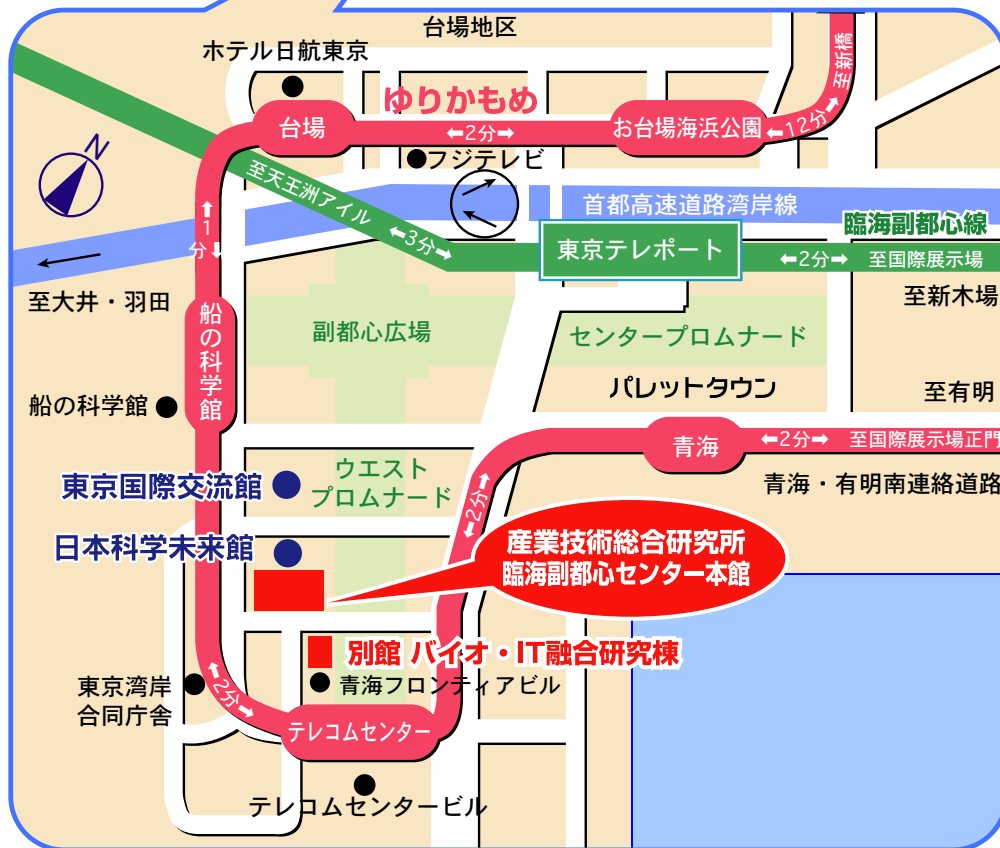 台場地区
ホテル日航東京
至新橋
ゆりかもめ
台場
←2分→
お台場海浜公園
←12分→
フジテレビ
N
至天王洲アイル
←3分→
首都高速道路湾岸線
臨海副都心線
東京テレポート
←2分→
至国際展示場
↑1分↓
至大井・羽田
至新木場
船の科学館
副都心広場
センタープロムナード
パレットタウン
至有明
船の科学館
青海
←2分→
至国際展示場正門
ウエスト
プロムナード
東京国際交流館
←2分→
青海・有明南連絡道路
日本科学未来館
産業技術総合研究所
臨海副都心センター本館
別館 バイオ・IT融合研究棟
青海フロンティアビル
東京湾岸
合同庁舎
←2分→
テレコムセンター
テレコムセンタービル